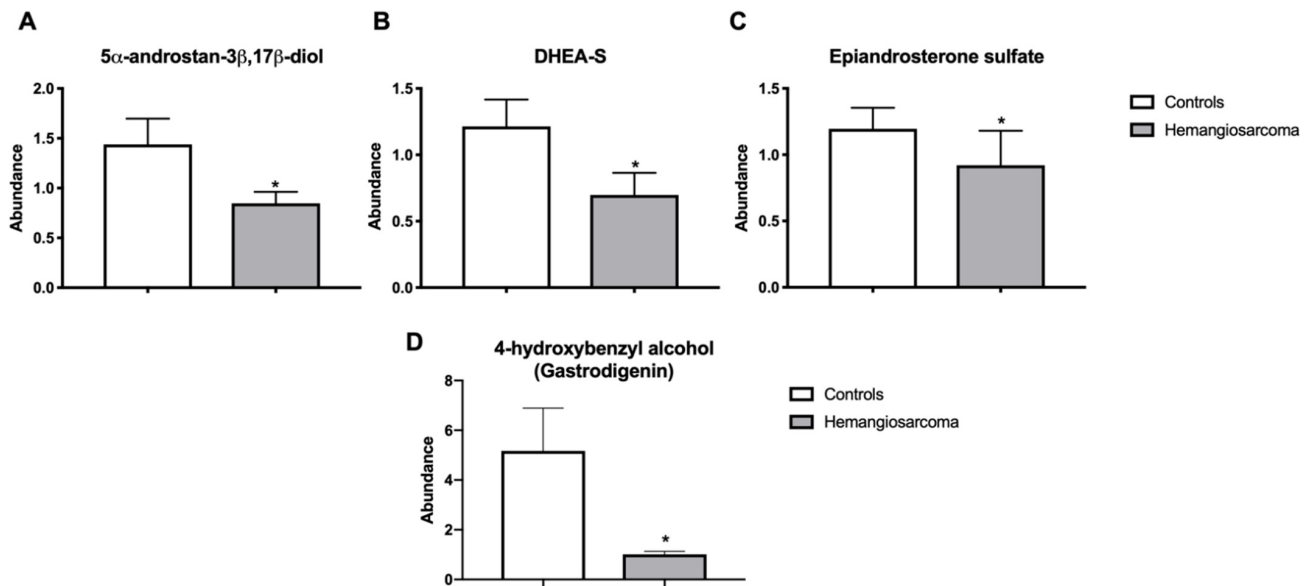 A
5α-androstan-3β,17β-diol
Abundance
2.0
1.5
1.0
0.5
0.0
*
B
DHEA-S
Abundance
1.5
1.0
0.5
0.0
*
C
Epiandrosterone sulfate
Abundance
1.5
1.0
0.5
0.0
*
Controls
Hemangiosarcoma
D
4-hydroxybenzyl alcohol
(Gastrodigenin)
Abundance
8
6
4
2
0
*
Controls
Hemangiosarcoma